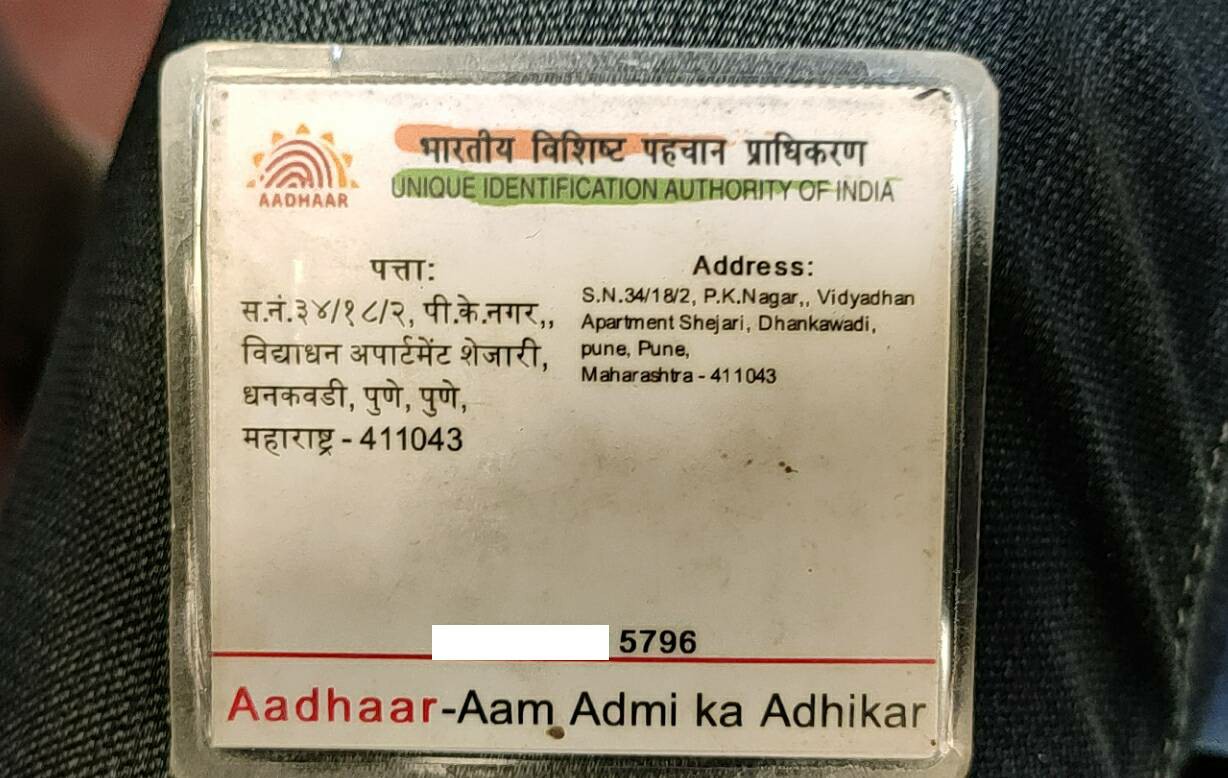 AADHAAR
भारतीय विशिष्ट पहचान प्राधिकरण
UNIQUE IDENTIFICATION AUTHORITY OF INDIA
पत्ता:
स.नं.३४/१८/२, पी.के.नगर,,
विद्याधन अपार्टमेंट शेजारी,
धनकवडी, पुणे, पुणे,
महाराष्ट्र - 411043
Address:
S.N.34/18/2, P.K.Nagar,, Vidyadhan
Apartment Shejari, Dhankawadi,
pune, Pune,
Maharashtra - 411043
5796
Aadhaar-Aam Admi ka Adhikar